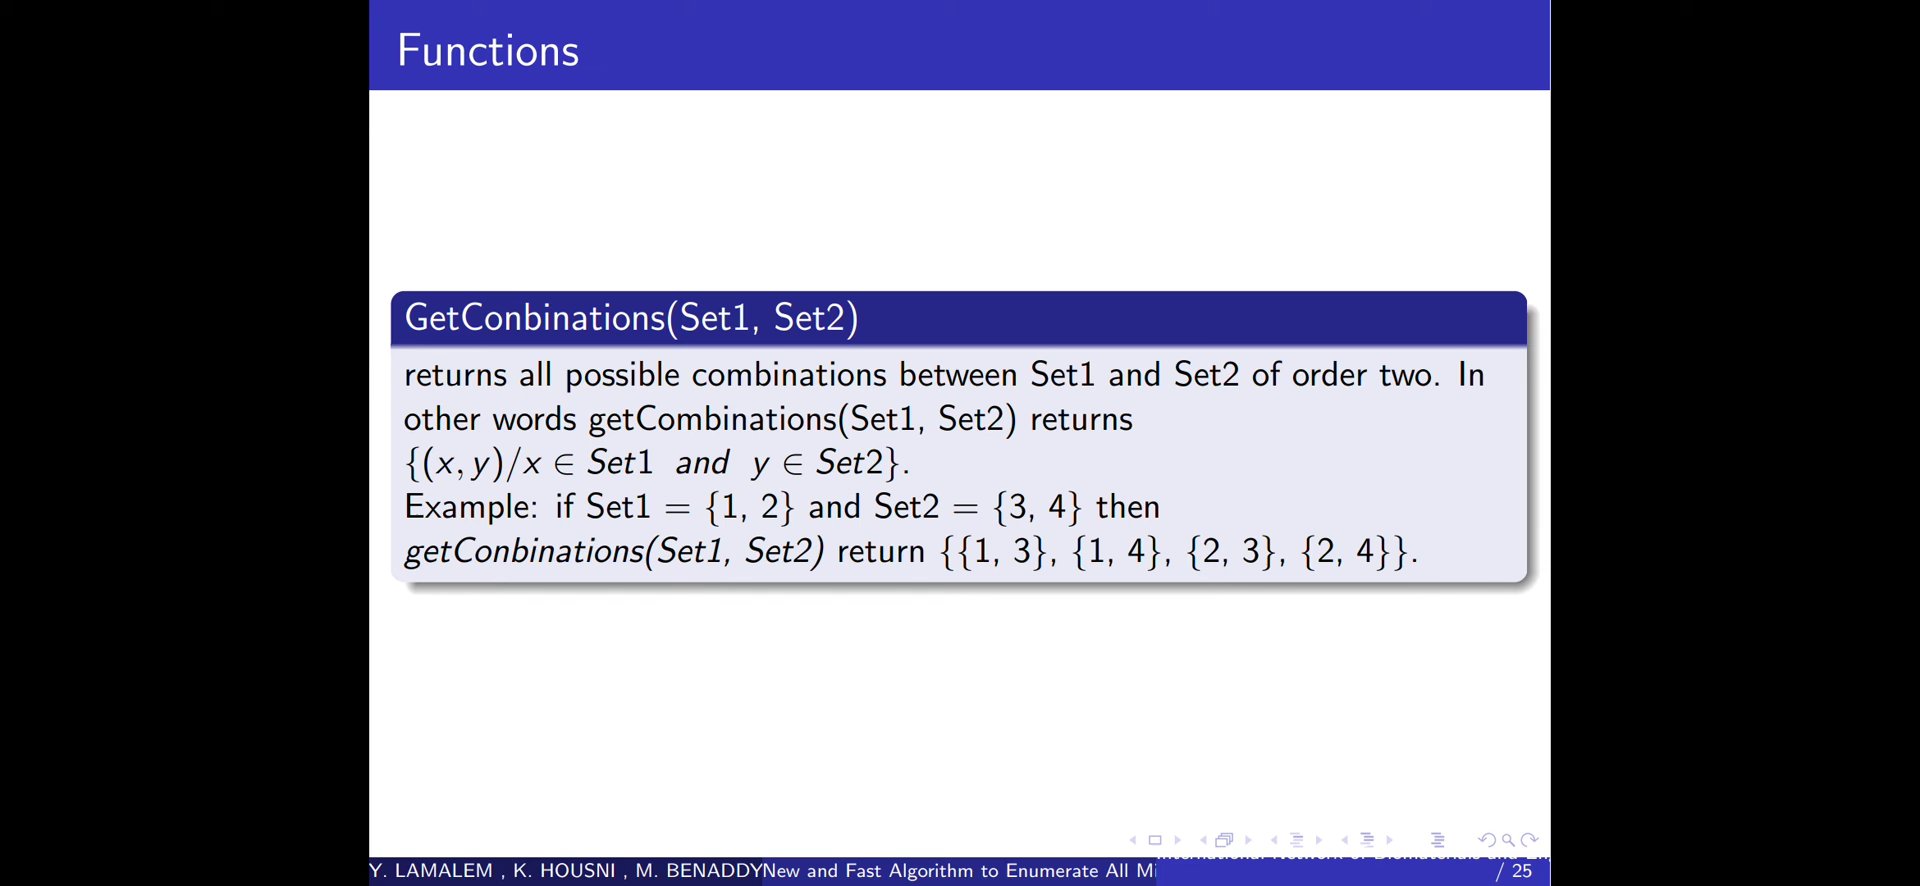 Functions
GetConbinations(Set1, Set2)
returns all possible combinations between Set1 and Set2 of order two. In
other words getCombinations(Set1, Set2) returns
{(x, y)/x ∈ Set1 and y ∈ Set2}.
Example: if Set1 = {1, 2} and Set2 = {3, 4} then
getConbinations(Set1, Set2) return {{1, 3}, {1, 4}, {2, 3}, {2, 4}}.
Y. LAMALEM , K. HOUSNI , M. BENADDY
New and Fast Algorithm to Enumerate All Mi
/ 25